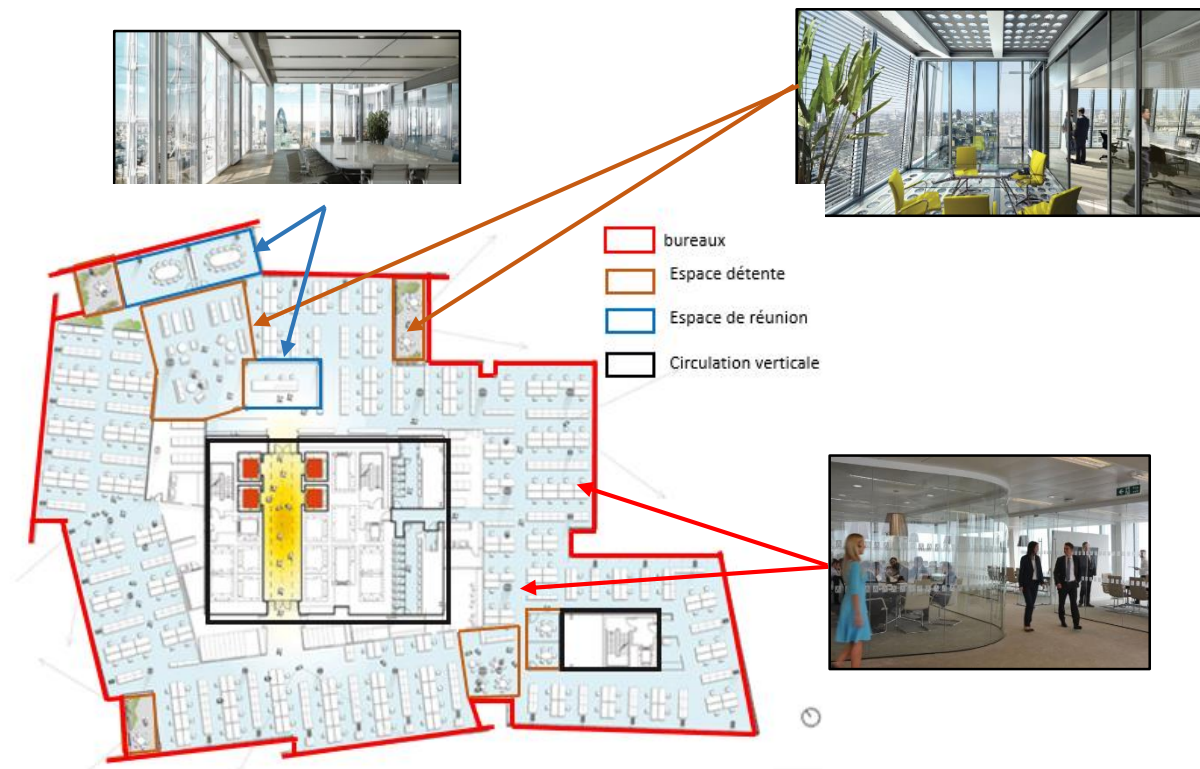 bureaux
Espace détente
Espace de réunion
Circulation verticale